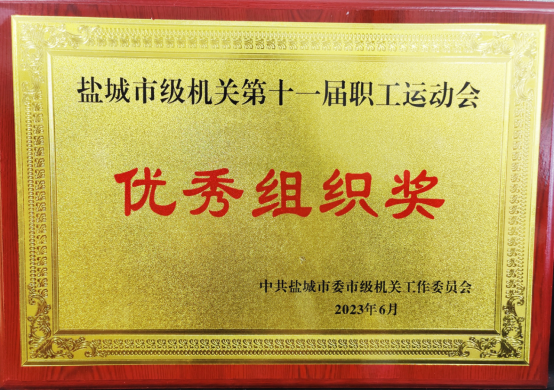 盐城市级机关第十一届职工运动会
优秀组织奖
中共盐城市委市级机关工作委员会
2023年6月